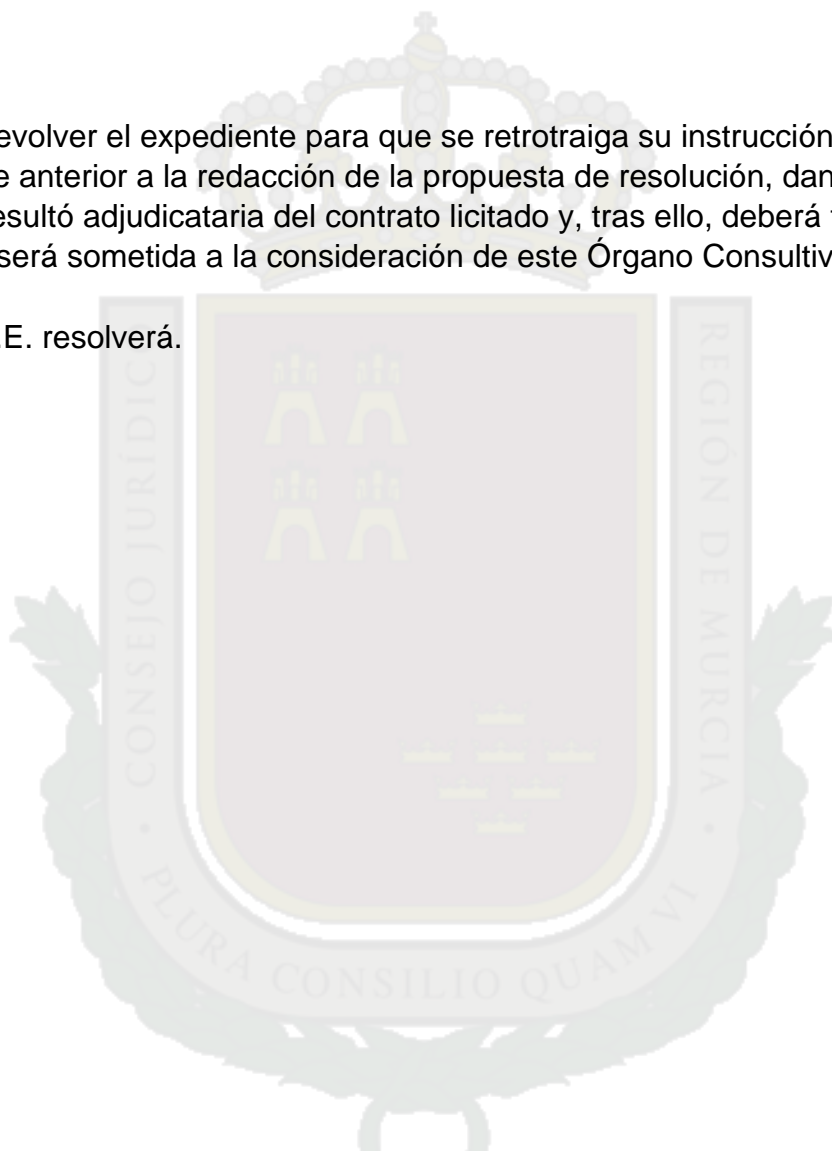 evolver el expediente para que se retrotraiga su instrucción
e anterior a la redacción de la propuesta de resolución, dan
esultó adjudicataria del contrato licitado y, tras ello, deberá
será sometida a la consideración de este Órgano Consultiv
.E. resolverá.
CONSEJO JURÍDICO
REGIÓN DE MURCIA
PLURA CONSILIO QUAM VI